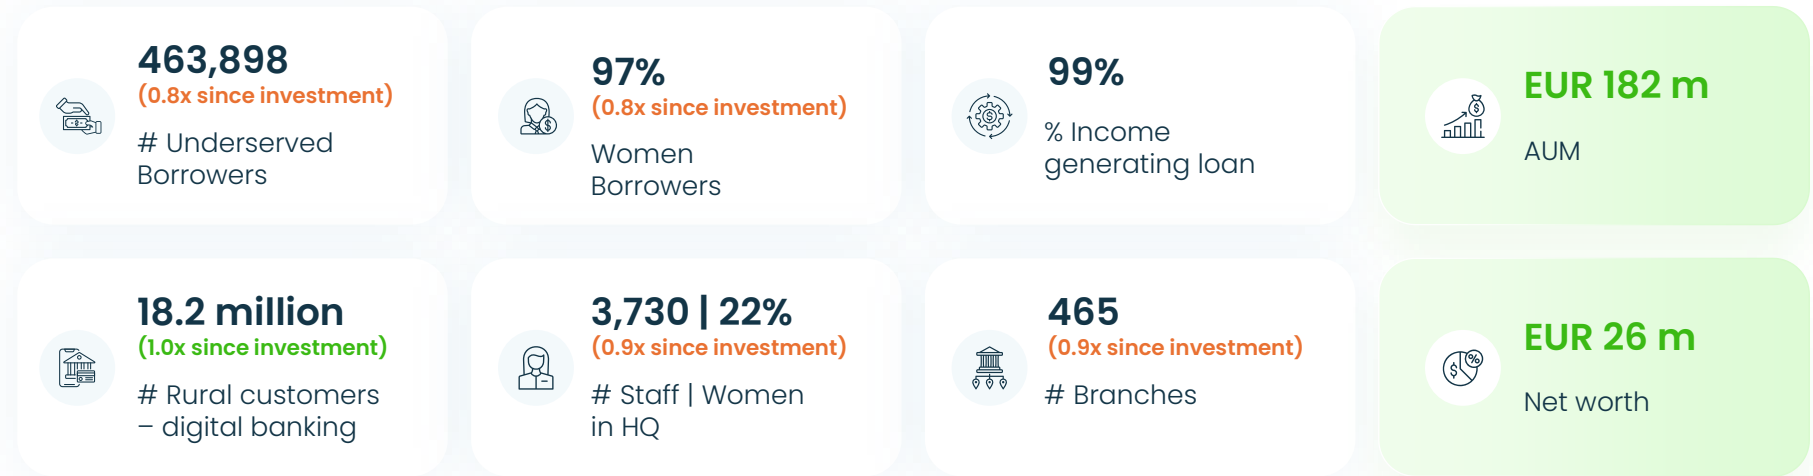 463,898
(0.8x since investment)
# Underserved
Borrowers
97%
(0.8x since investment)
Women
Borrowers
99%
% Income
generating loan
EUR 182 m
AUM
18.2 million
(1.0x since investment)
# Rural customers
– digital banking
3,730 | 22%
(0.9x since investment)
# Staff | Women
in HQ
465
(0.9x since investment)
# Branches
EUR 26 m
Net worth